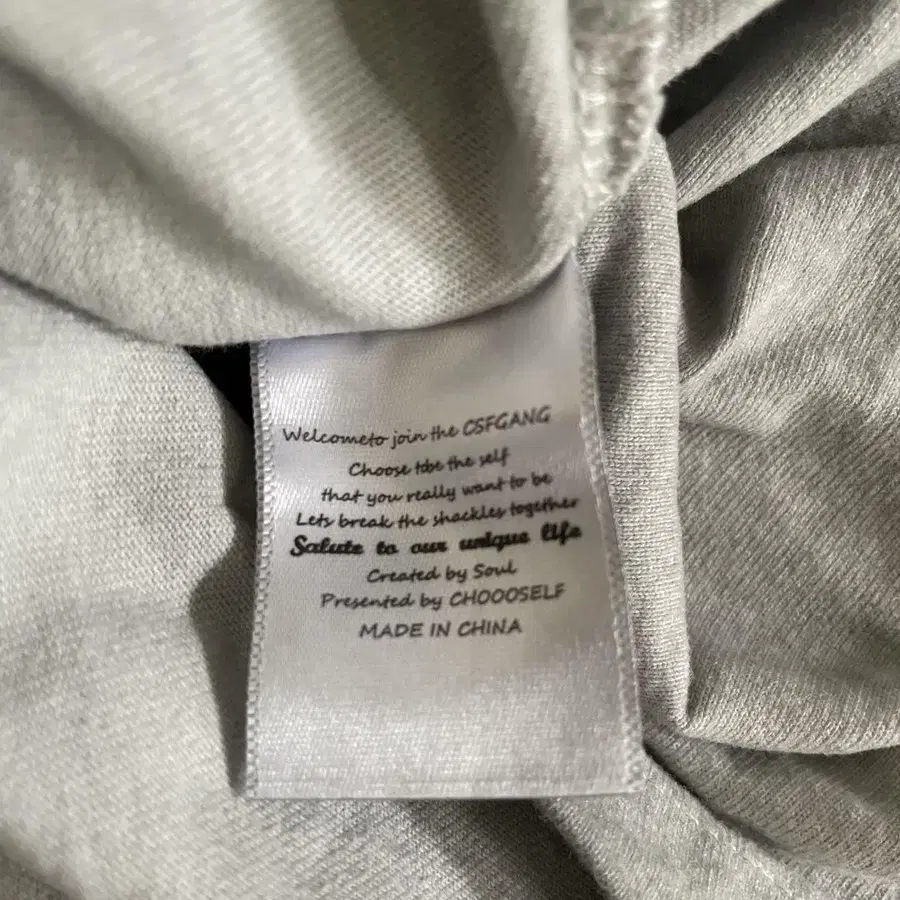 Welcometo join the CSFGANG
Choose tobe the self
that you really want to be
Lets break the shackles together
Salute to our unique life
Created by Soul
Presented by CHOOOSELF
MADE IN CHINA